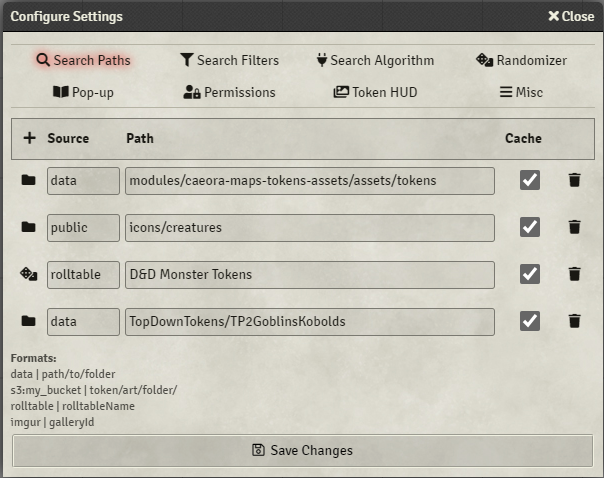 Configure Settings Close
Search Paths Search Filters Search Algorithm Randomizer
Pop-up Permissions Token HUD Misc
Source Path Cache
data modules/caeora-maps-tokens-assets/assets/tokens
public icons/creatures
rolltable D&D Monster Tokens
data TopDownTokens/TP2GoblinsKobolds
Formats:
data | path/to/folder
s3:my_bucket | token/art/folder/
rolltable | rolltableName
imgur | galleryId
Save Changes